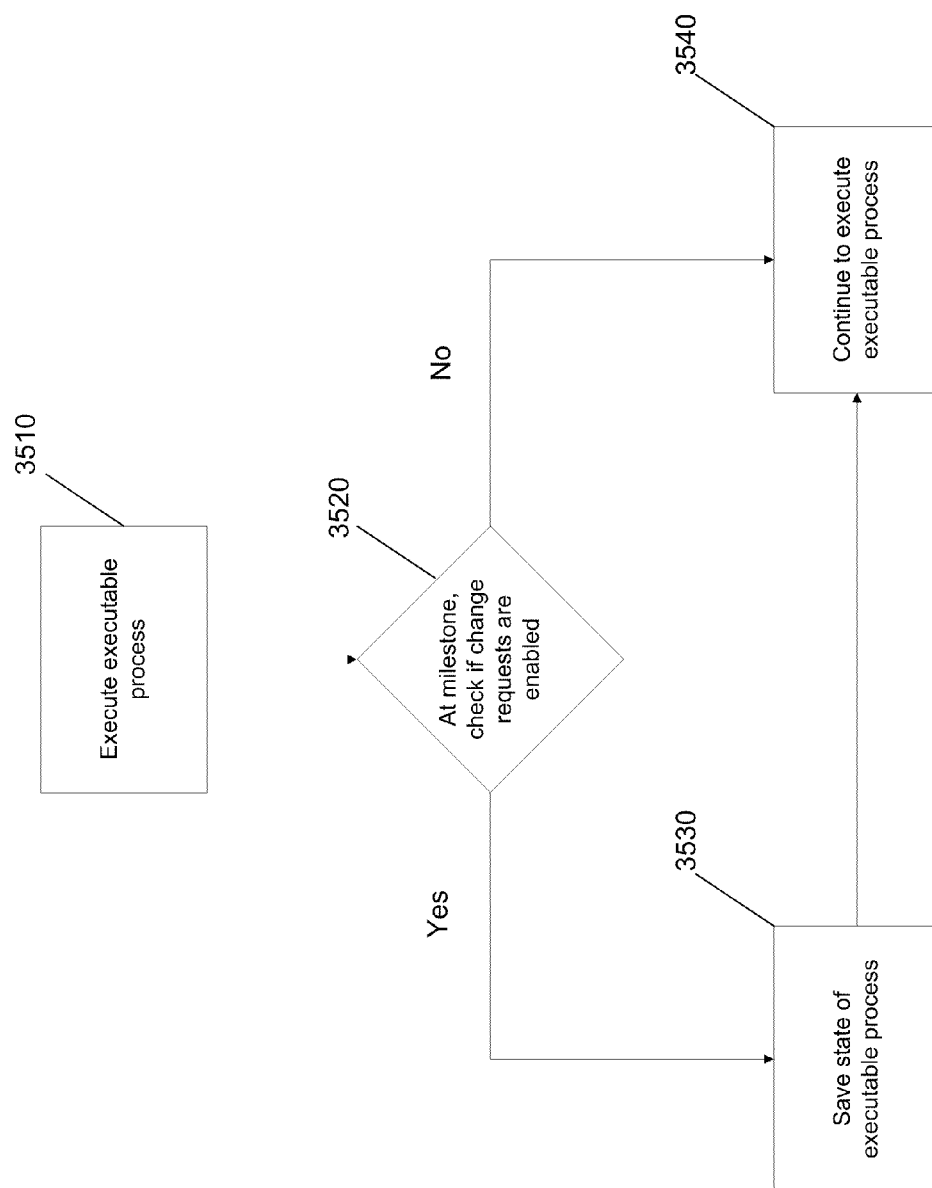 3510
Execute executable
process
3520
At milestone,
check if change
requests are
enabled
Yes
No
3530
Save state of
executable process
3540
Continue to execute
executable process